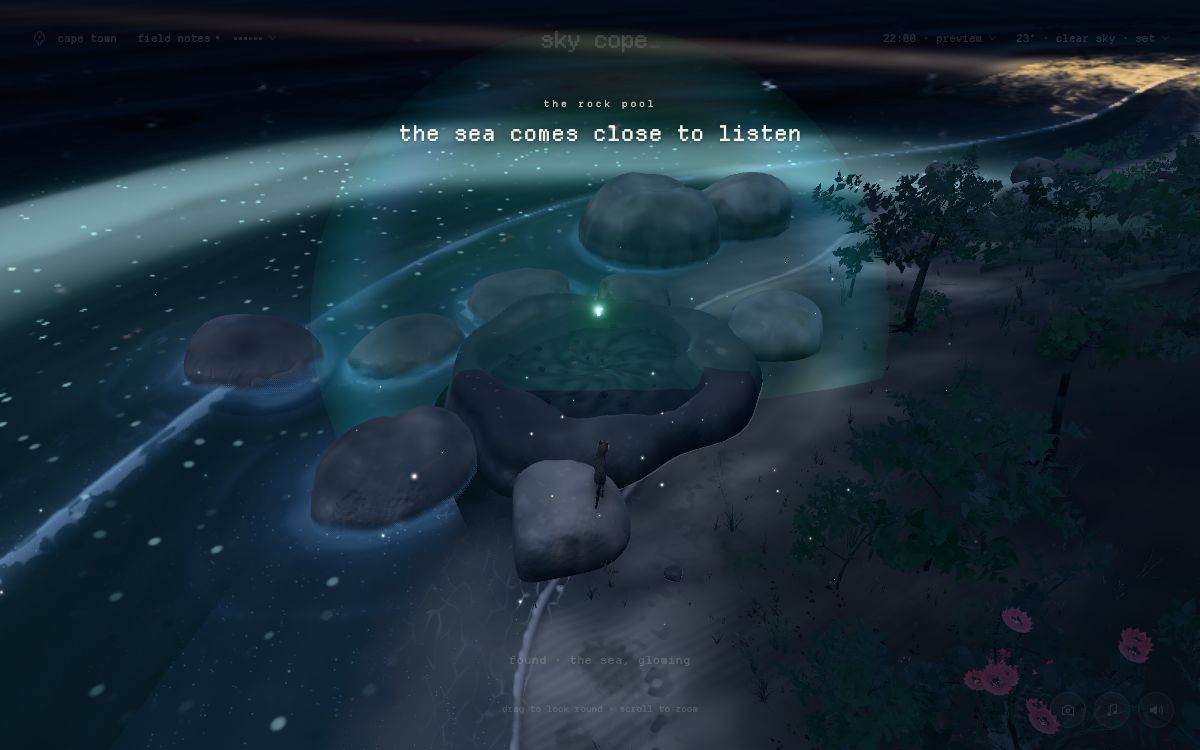 cape town field notes • •••••• sky cope_ 22:00 · preview 23° · clear sky · set
the rock pool
the sea comes close to listen
found · the sea, glowing
drag to look round · scroll to zoom